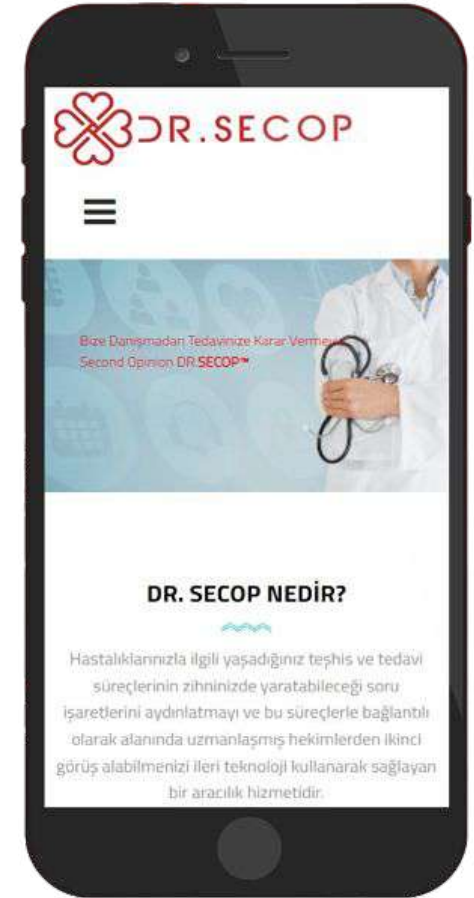 DR.SECOP
Bize Danışmadan Tedavinize Karar Vermeyin
Second Opinion DR.SECOP™
DR. SECOP NEDİR?
Hastalıklarınızla ilgili yaşadığınız teşhis ve tedavi
süreçlerinin zihninizde yaratabileceği soru
işaretlerini aydınlatmayı ve bu süreçlerle bağlantılı
olarak alanında uzmanlaşmış hekimlerden ikinci
görüş alabilmenizi ileri teknoloji kullanarak sağlayan
bir aracılık hizmetidir.